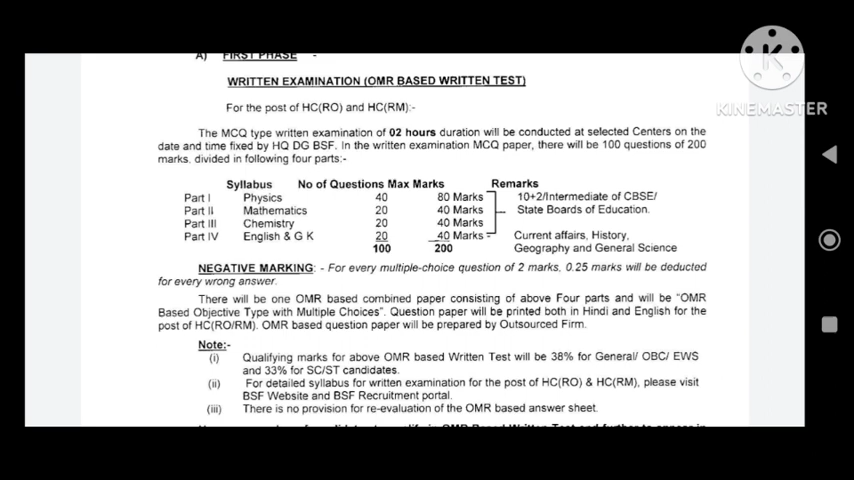 A) FIRST PHASE -
WRITTEN EXAMINATION (OMR BASED WRITTEN TEST)
For the post of HC(RO) and HC(RM):-
The MCQ type written examination of 02 hours duration will be conducted at selected Centers on the
date and time fixed by HQ DG BSF. In the written examination MCQ paper, there will be 100 questions of 200
marks. divided in following four parts:-
Syllabus No of Questions Max Marks Remarks
Part I Physics 40 80 Marks 10+2/Intermediate of CBSE/
Part II Mathematics 20 40 Marks State Boards of Education.
Part III Chemistry 20 40 Marks
Part IV English & G K 20 40 Marks - Current affairs, History,
100 200 Geography and General Science
NEGATIVE MARKING: - For every multiple-choice question of 2 marks, 0.25 marks will be deducted
for every wrong answer.
There will be one OMR based combined paper consisting of above Four parts and will be "OMR
Based Objective Type with Multiple Choices". Question paper will be printed both in Hindi and English for the
post of HC(RO/RM). OMR based question paper will be prepared by Outsourced Firm.
Note:-
(i) Qualifying marks for above OMR based Written Test will be 38% for General/ OBC/ EWS
and 33% for SC/ST candidates.
(ii) For detailed syllabus for written examination for the post of HC(RO) & HC(RM), please visit
BSF Website and BSF Recruitment portal.
(iii) There is no provision for re-evaluation of the OMR based answer sheet.
K
KINEMASTER